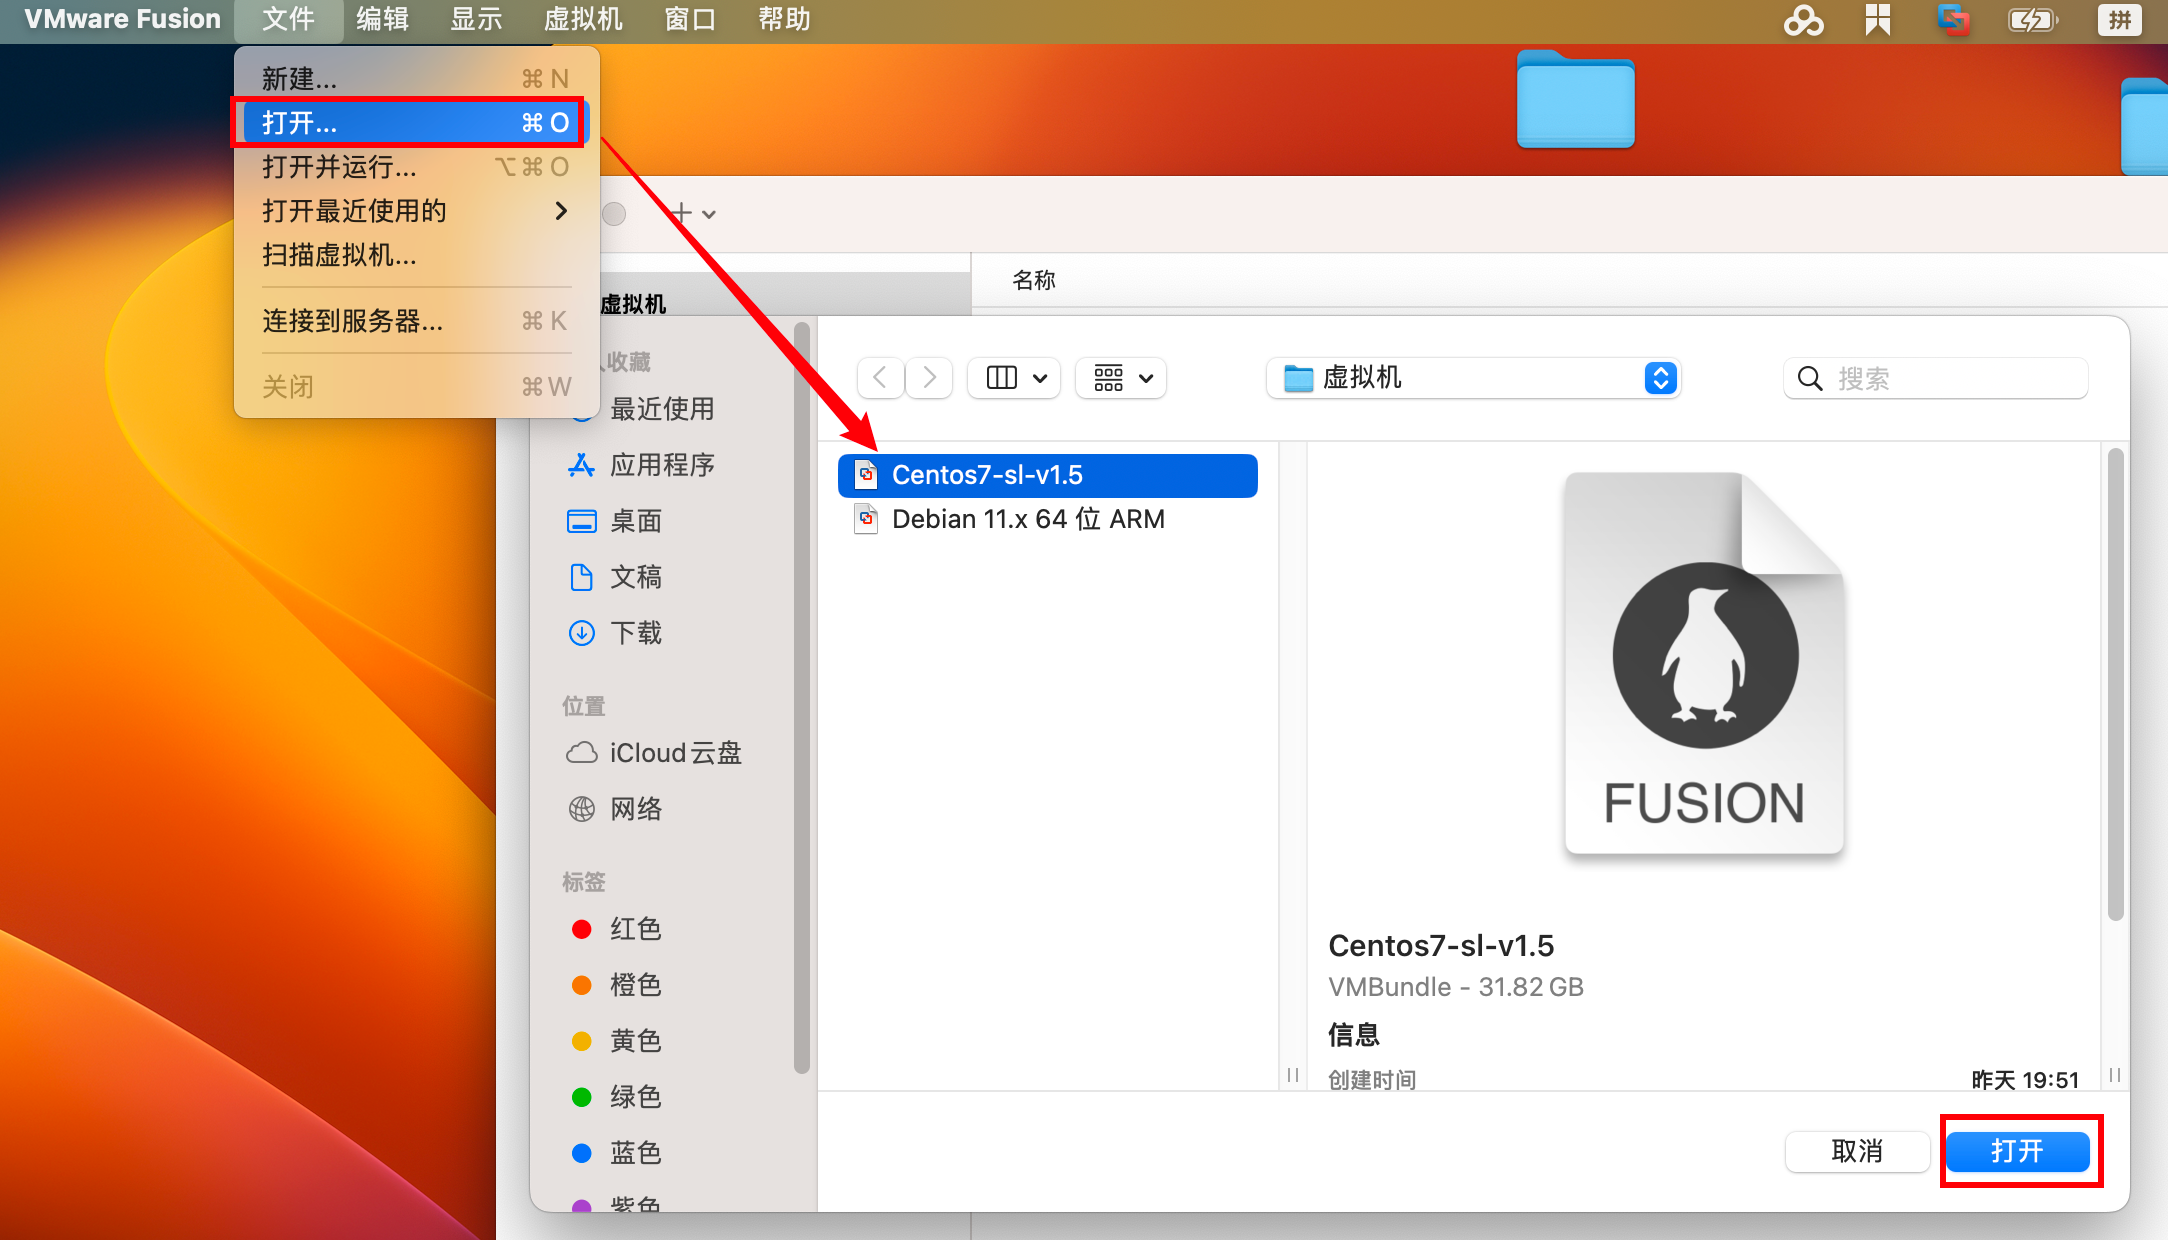 VMware Fusion 文件 编辑 显示 虚拟机 窗口 帮助
拼
新建... ⌘ N
打开... ⌘ O
打开并运行... ⌥ ⌘ O
打开最近使用的
扫描虚拟机...
连接到服务器... ⌘ K
关闭 ⌘ W
虚拟机
名称
收藏
最近使用
应用程序
桌面
文稿
下载
位置
iCloud云盘
网络
标签
红色
橙色
黄色
绿色
蓝色
紫色
虚拟机
搜索
Centos7-sl-v1.5
Debian 11.x 64 位 ARM
FUSION
Centos7-sl-v1.5
VMBundle - 31.82 GB
信息
创建时间 昨天 19:51
取消 打开